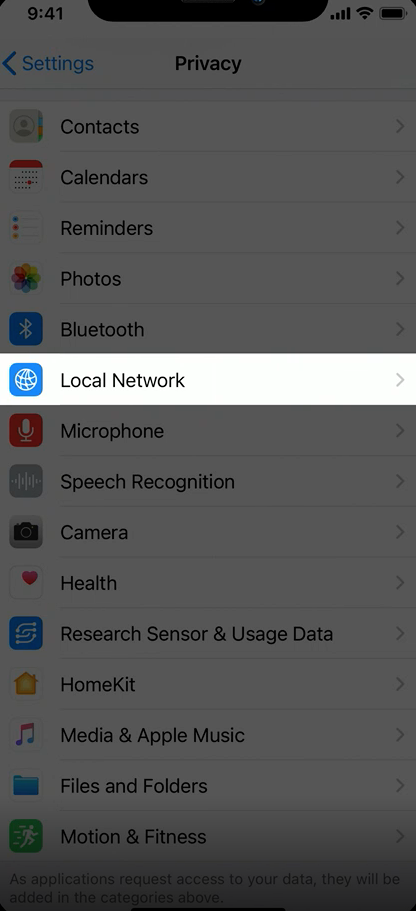 9:41
Settings
Privacy
Contacts
Calendars
Reminders
Photos
Bluetooth
Local Network
Microphone
Speech Recognition
Camera
Health
Research Sensor & Usage Data
HomeKit
Media & Apple Music
Files and Folders
Motion & Fitness
As applications request access to your data, they will be
added in the categories above.